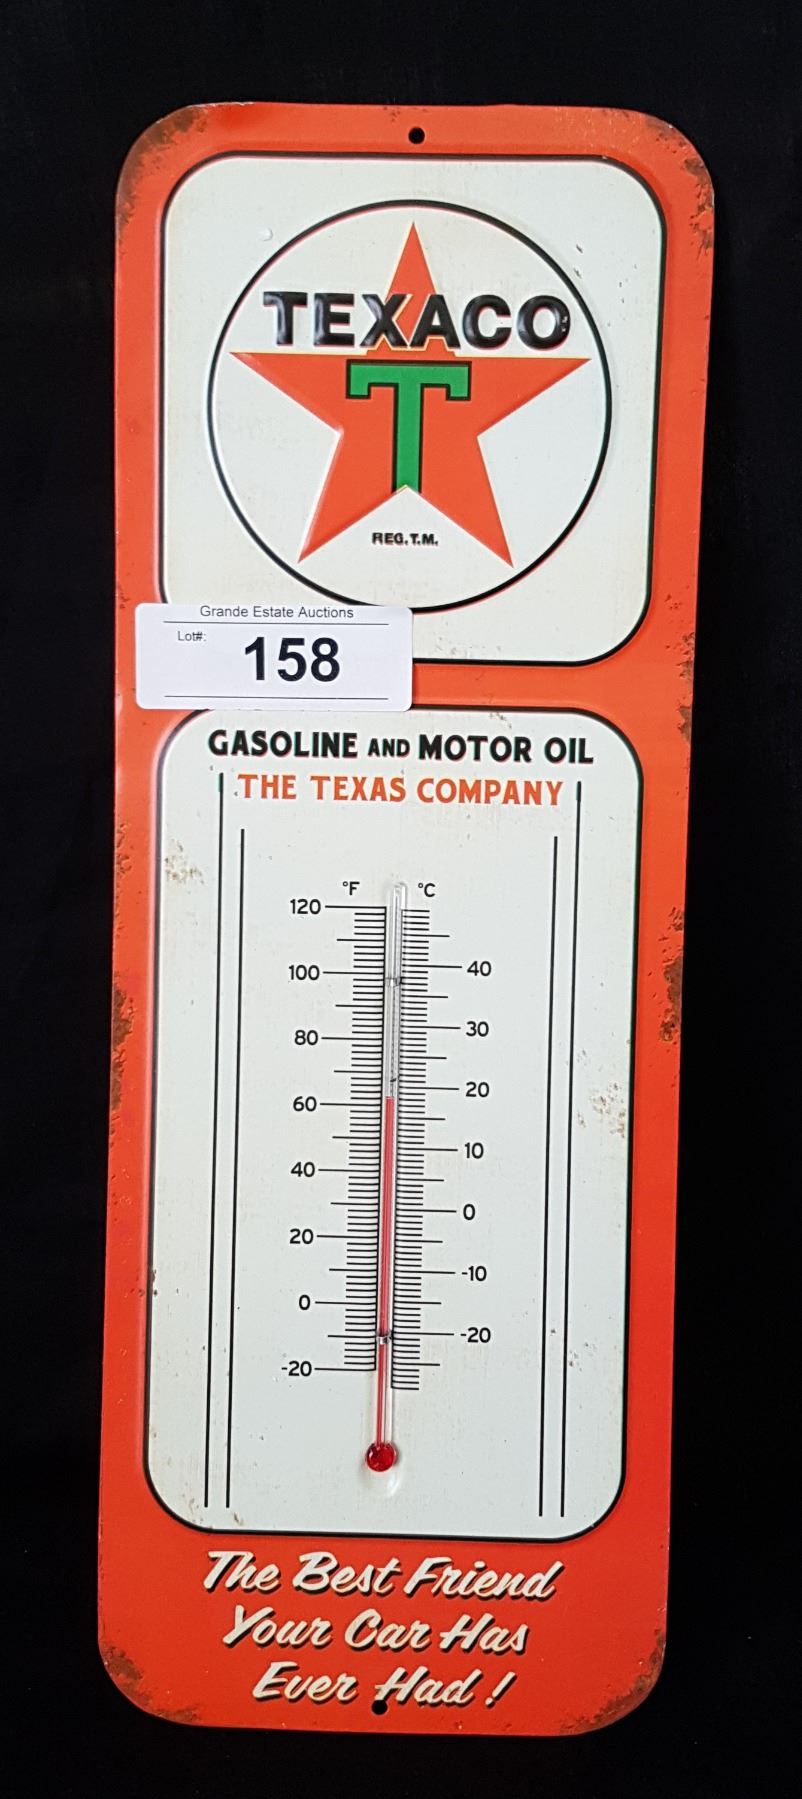 TEXACO
T
REG. T.M.
Grande Estate Auctions
Lot#: 158
GASOLINE AND MOTOR OIL
THE TEXAS COMPANY
°F °C
120
100 40
80 30
20
60
10
40
0
20
-10
0
-20
-20
The Best Friend
Your Car Has
Ever Had!